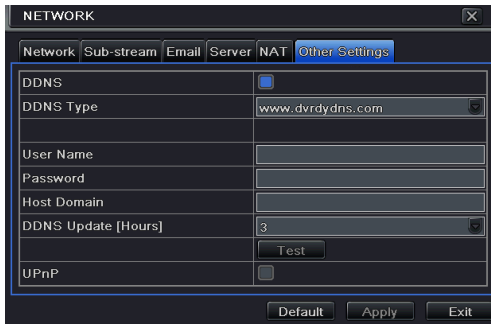 NETWORK
Network Sub-stream Email Server NAT Other Settings
DDNS
DDNS Type www.dvrdydns.com
User Name
Password
Host Domain
DDNS Update [Hours] 3
Test
UPnP
Default Apply Exit